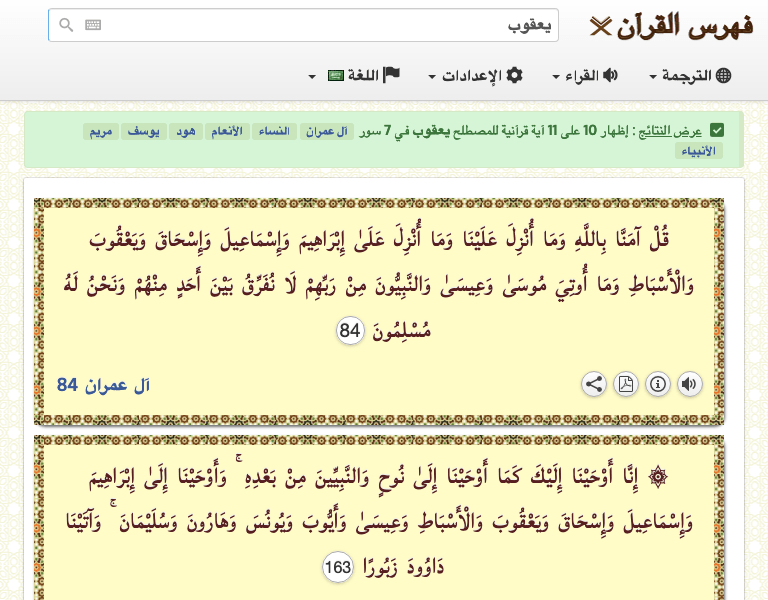 فهرس القرآن
يعقوب
الترجمة القراء الإعدادات اللغة
عرض النتائج : إظهار 10 على 11 آية قرآنية للمصطلح يعقوب في 7 سور آل عمران النساء الأنعام هود يوسف مريم
الأنبياء
قُلْ آمَنَّا بِاللَّهِ وَمَا أُنْزِلَ عَلَيْنَا وَمَا أُنْزِلَ عَلَىٰ إِبْرَاهِيمَ وَإِسْمَاعِيلَ وَإِسْحَاقَ وَيَعْقُوبَ
وَالْأَسْبَاطِ وَمَا أُوتِيَ مُوسَىٰ وَعِيسَىٰ وَالنَّبِيُّونَ مِنْ رَبِّهِمْ لَا نُفَرِّقُ بَيْنَ أَحَدٍ مِنْهُمْ وَنَحْنُ لَهُ
مُسْلِمُونَ 84
آل عمران 84
۞ إِنَّا أَوْحَيْنَا إِلَيْكَ كَمَا أَوْحَيْنَا إِلَىٰ نُوحٍ وَالنَّبِيِّينَ مِنْ بَعْدِهِ ۚ وَأَوْحَيْنَا إِلَىٰ إِبْرَاهِيمَ
وَإِسْمَاعِيلَ وَإِسْحَاقَ وَيَعْقُوبَ وَالْأَسْبَاطِ وَعِيسَىٰ وَأَيُّوبَ وَيُونُسَ وَهَارُونَ وَسُلَيْمَانَ ۚ وَآتَيْنَا
دَاوُودَ زَبُورًا 163